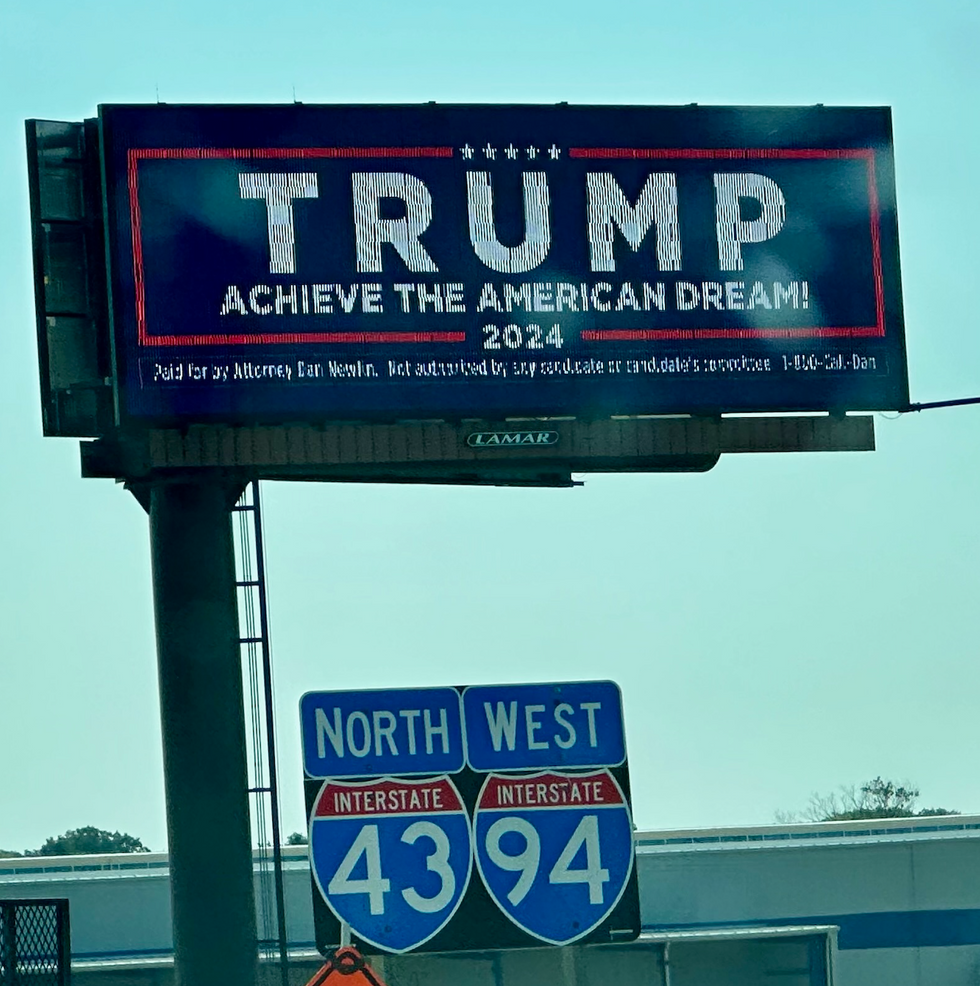 TRUMP
ACHIEVE THE AMERICAN DREAM!
2024
Paid for by Attorney Dan Newlin. Not authorized by any candidate or candidate's committee 1-800-Call-Dan
LAMAR
NORTH WEST
INTERSTATE INTERSTATE
43 94